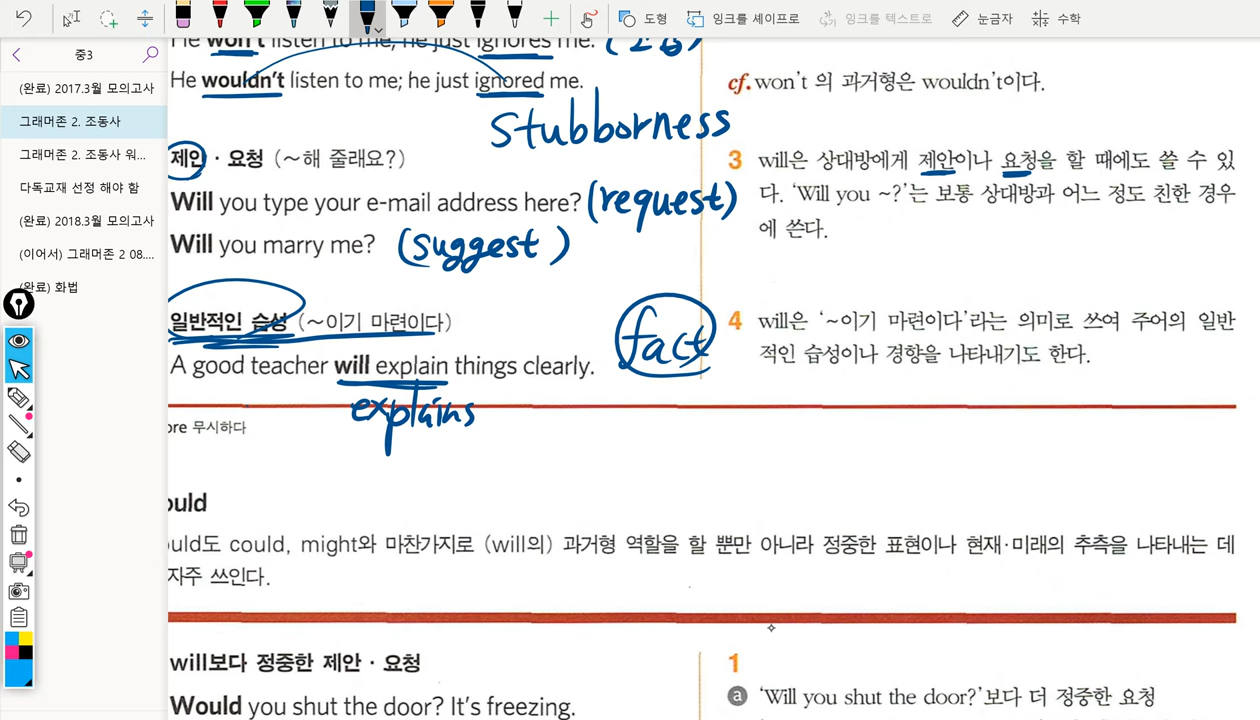 도형
잉크를 셰이프로
잉크를 텍스트로
눈금자
수학
중3
(완료) 2017.3월 모의고사
그래머존 2. 조동사
그래머존 2. 조동사 워...
다독교재 선정 해야 함
(완료) 2018.3월 모의고사
(이어서) 그래머존 2 08....
(완료) 화법
He won't listen to me; he just ignores me.
He wouldn't listen to me; he just ignored me.
stubborness
제안 · 요청 (～해 줄래요?)
Will you type your e-mail address here? (request)
Will you marry me? (suggest)
일반적인 습성 (～이기 마련이다)
fact
A good teacher will explain things clearly.
explains
ore 무시하다
cf. won't 의 과거형은 wouldn't이다.
3 will은 상대방에게 제안이나 요청을 할 때에도 쓸 수 있
다. 'Will you ~?'는 보통 상대방과 어느 정도 친한 경우
에 쓴다.
4 will은 '~이기 마련이다'라는 의미로 쓰여 주어의 일반
적인 습성이나 경향을 나타내기도 한다.
ould
ould도 could, might와 마찬가지로 (will의) 과거형 역할을 할 뿐만 아니라 정중한 표현이나 현재·미래의 추측을 나타내는 데
자주 쓰인다.
will보다 정중한 제안 · 요청
Would you shut the door? It's freezing.
1
a 'Will you shut the door?'보다 더 정중한 요청